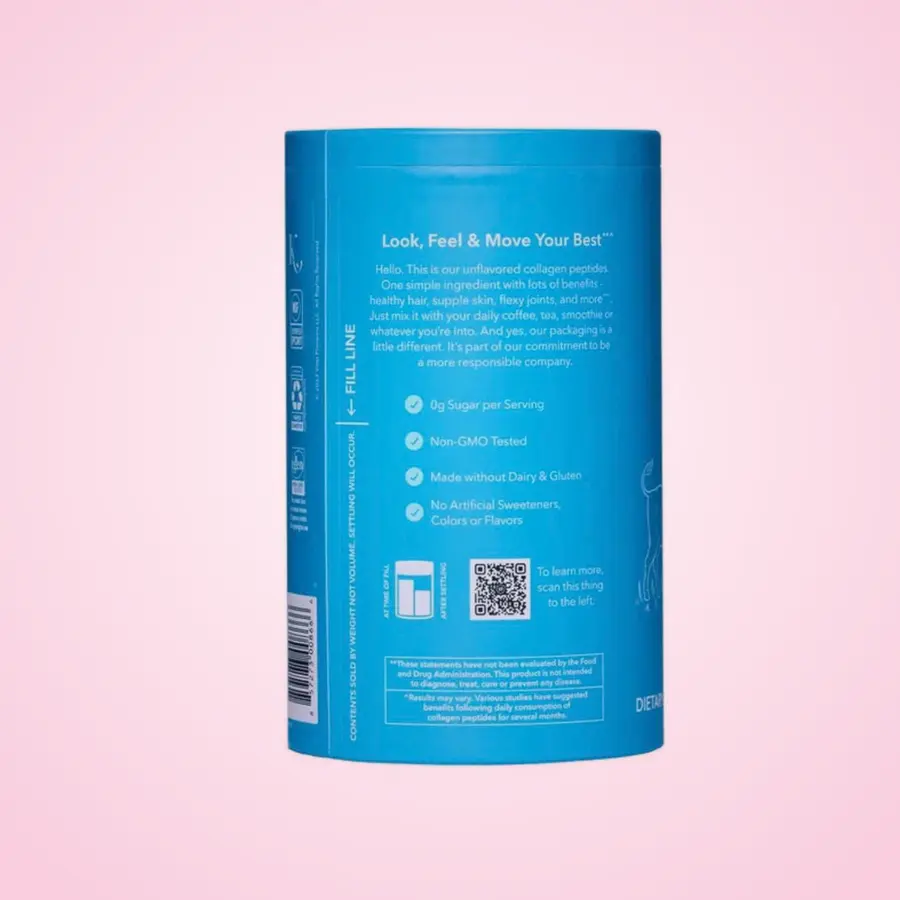 Look, Feel & Move Your Best
Hello. This is our unflavored collagen peptides.
One simple ingredient with lots of benefits -
healthy hair, supple skin, flexy joints, and more
Just mix it with your daily coffee, tea, smoothie or
whatever you're into. And yes, our packaging is a
little different. It's part of our commitment to be
a more responsible company.
← FILL LINE
CONTENTS SOLD BY WEIGHT NOT VOLUME. SETTLING WILL OCCUR.
0g Sugar per Serving
Non-GMO Tested
Made without Dairy & Gluten
No Artificial Sweeteners,
Colors or Flavors
AT TIME OF FILL
AFTER SETTLING
To learn more,
scan this thing
to the left.
**These statements have not been evaluated by the Food
and Drug Administration. This product is not intended
to diagnose, treat, cure or prevent any disease.
*Results may vary. Various studies have suggested
benefits following daily consumption of
collagen peptides for several months.
DIETAR